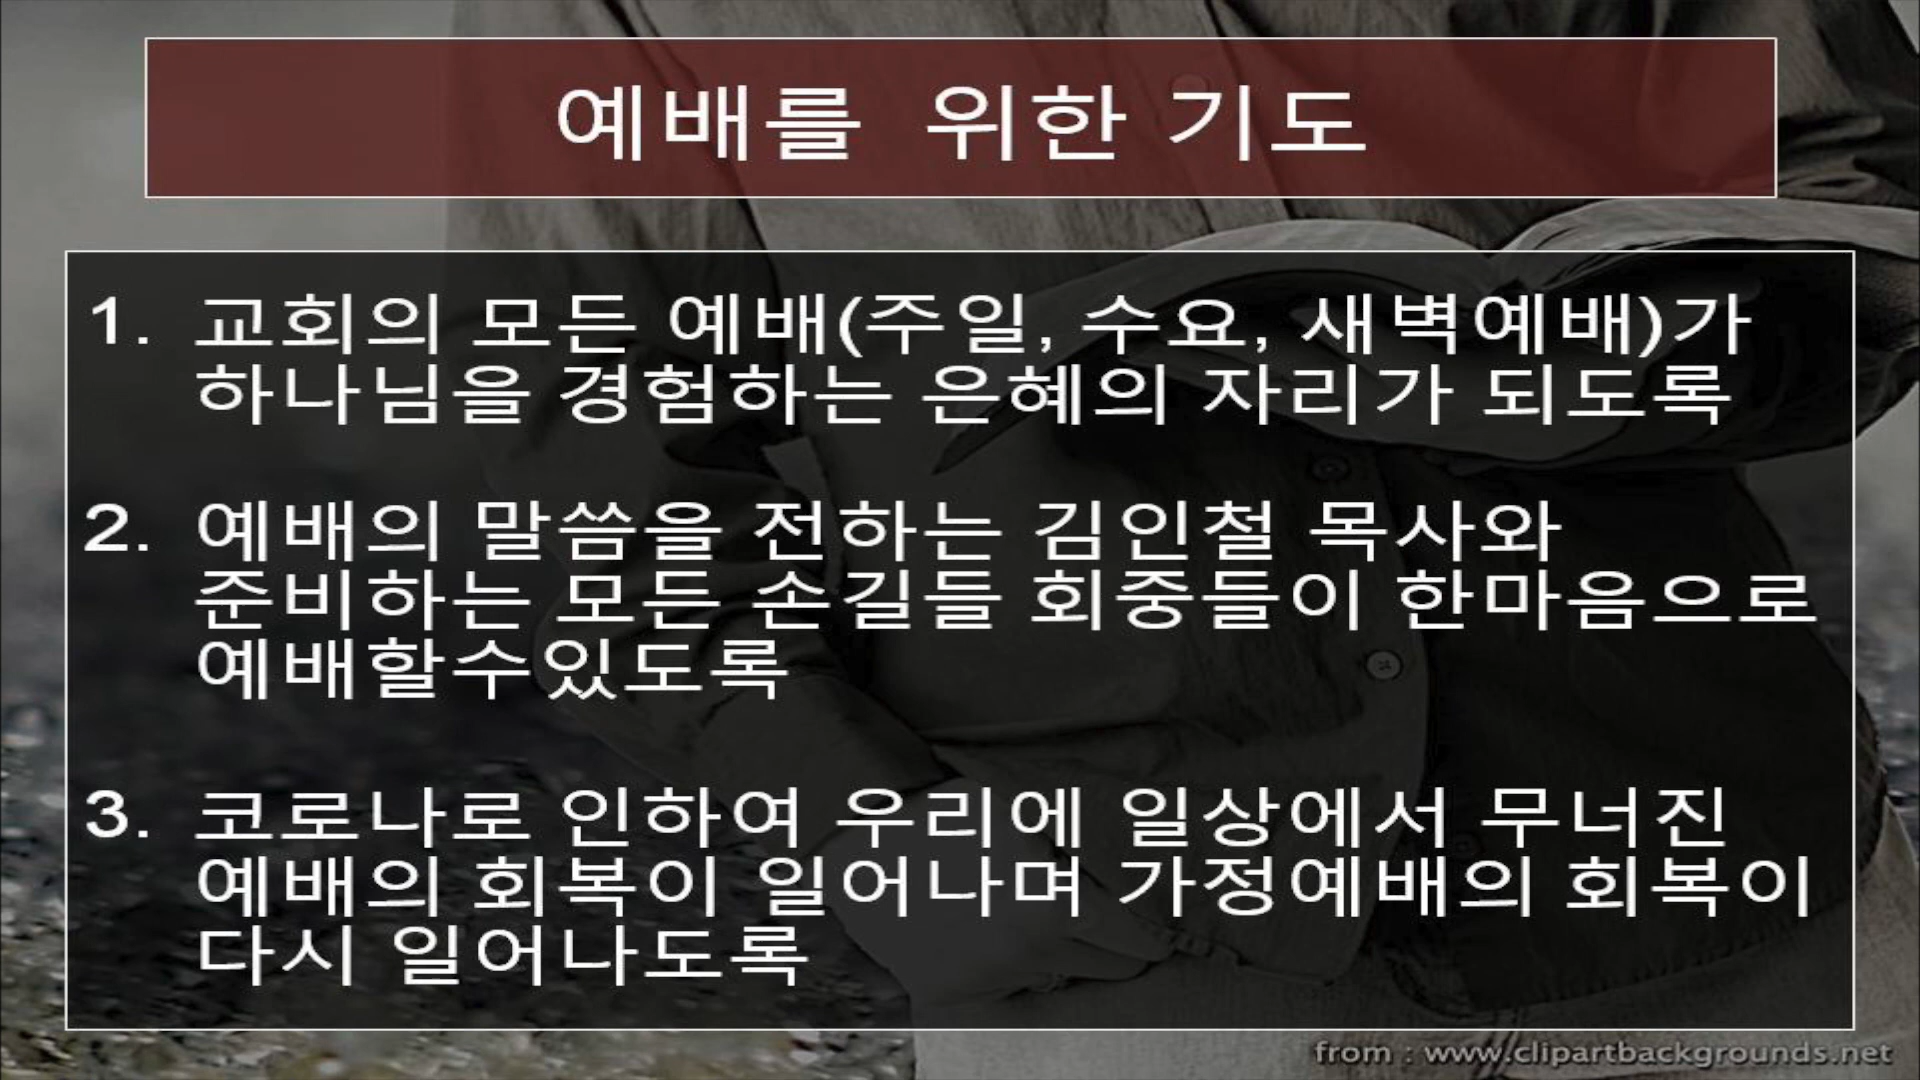 예배를 위한 기도
1. 교회의 모든 예배(주일, 수요, 새벽예배)가
하나님을 경험하는 은혜의 자리가 되도록
2. 예배의 말씀을 전하는 김인철 목사와
준비하는 모든 손길들 회중들이 한마음으로
예배할수있도록
3. 코로나로 인하여 우리에 일상에서 무너진
예배의 회복이 일어나며 가정예배의 회복이
다시 일어나도록
from : www.clipartbackgrounds.net